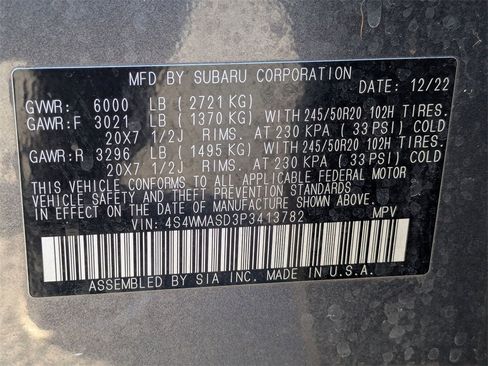 MFD BY SUBARU CORPORATION
DATE: 12/22
GVWR: 6000 LB (2721 KG)
GAWR:F 3021 LB (1370 KG) WITH 245/50R20 102H TIRES.
20X7 1/2J RIMS. AT 230 KPA (33 PSI) COLD
GAWR:R 3296 LB (1495 KG) WITH 245/50R20 102H TIRES.
20X7 1/2J RIMS. AT 230 KPA (33 PSI) COLD
THIS VEHICLE CONFORMS TO ALL APPLICABLE FEDERAL MOTOR
VEHICLE SAFETY AND THEFT PREVENTION STANDARDS
IN EFFECT ON THE DATE OF MANUFACTURE SHOWN ABOVE.
VIN: 4S4WMASD3P3413782 MPV
ASSEMBLED BY SIA INC. MADE IN U.S.A.